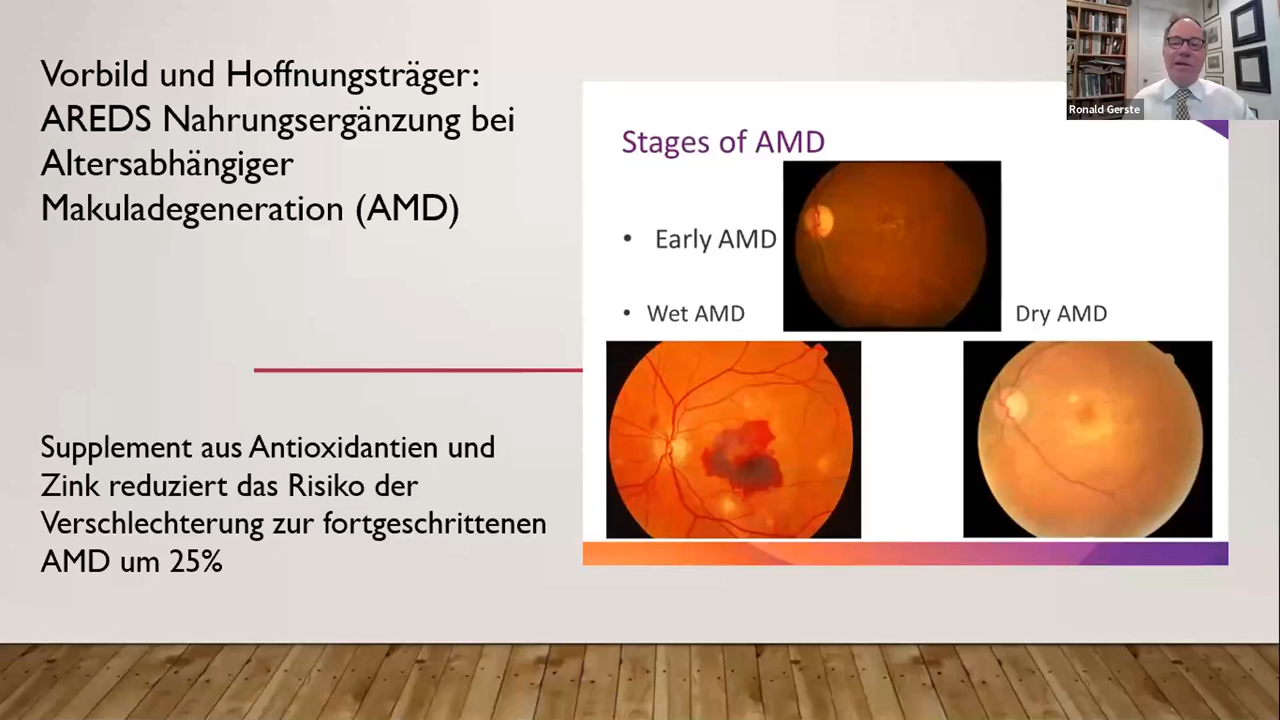 Vorbild und Hoffnungsträger:
AREDS Nahrungsergänzung bei
Altersabhängiger
Makuladegeneration (AMD)
Supplement aus Antioxidantien und
Zink reduziert das Risiko der
Verschlechterung zur fortgeschrittenen
AMD um 25%
Stages of AMD
• Early AMD
• Wet AMD
Dry AMD
Ronald Gerste